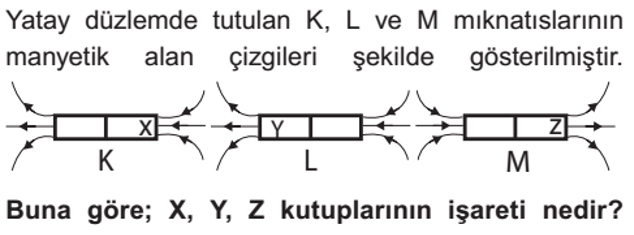 Yatay düzlemde tutulan K, L ve M mıknatıslarının
manyetik alan çizgileri şekilde gösterilmiştir.
X Y Z
K L M
Buna göre; X, Y, Z kutuplarının işareti nedir?